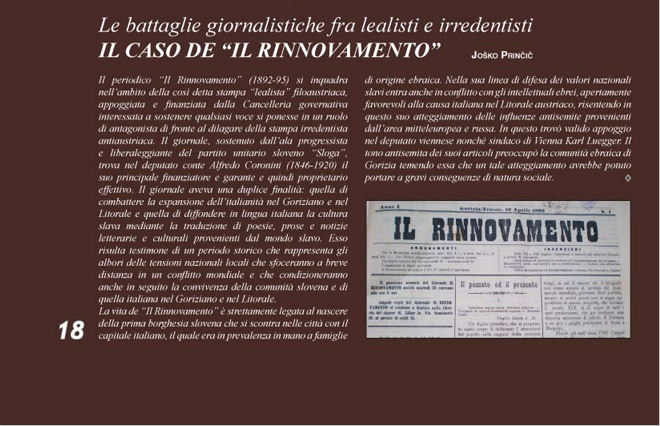 Le battaglie giornalistiche fra lealisti e irredentisti
IL CASO DE “IL RINNOVAMENTO”
Joško Prinčič
Il periodico “Il Rinnovamento” (1892-95) si inquadra
nell’ambito della cosi detta stampa “lealista” filoaustriaca,
appoggiata e finanziata dalla Cancelleria governativa
interessata a sostenere qualsiasi voce si ponesse in un ruolo
di antagonista di fronte al dilagare della stampa irredentista
antiaustriaca. Il giornale, sostenuto dall’ala progressista
e liberaleggiante del partito unitario sloveno “Sloga”,
trova nel deputato conte Alfredo Coronini (1846-1920) il
suo principale finanziatore e garante e quindi proprietario
effettivo. Il giornale aveva una duplice finalità: quella di
combattere la espansione dell’italianità nel Goriziano e nel
Litorale e quella di diffondere in lingua italiana la cultura
slava mediante la traduzione di poesie, prose e notizie
letterarie e culturali provenienti dal mondo slavo. Esso
risulta testimone di un periodo storico che rappresenta gli
albori delle tensioni nazionali locali che sfoceranno a breve
distanza in un conflitto mondiale e che condizioneranno
anche in seguito la convivenza della comunità slovena e di
quella italiana nel Goriziano e nel Litorale.
La vita de “Il Rinnovamento” è strettamente legata al nascere
della prima borghesia slovena che si scontra nelle città con il
capitale italiano, il quale era in prevalenza in mano a famiglie
di origine ebraica. Nella sua linea di difesa dei valori nazionali
slavi entra anche in conflitto con gli intellettuali ebrei, apertamente
favorevoli alla causa italiana nel Litorale austriaco, risentendo in
questo suo atteggiamento delle influenze antisemite provenienti
dall’area mitteleuropea e russa. In questo trovò valido appoggio
nel deputato viennese nonché sindaco di Vienna Karl Luegger. Il
tono antisemita dei suoi articoli preoccupò la comunità ebraica di
Gorizia temendo essa che un tale atteggiamento avrebbe potuto
portare a gravi conseguenze di natura sociale.
Anno I
Gorizia-Trieste, 10 Aprile 1892
N. 1
IL RINNOVAMENTO
Il passato ed il presente
18